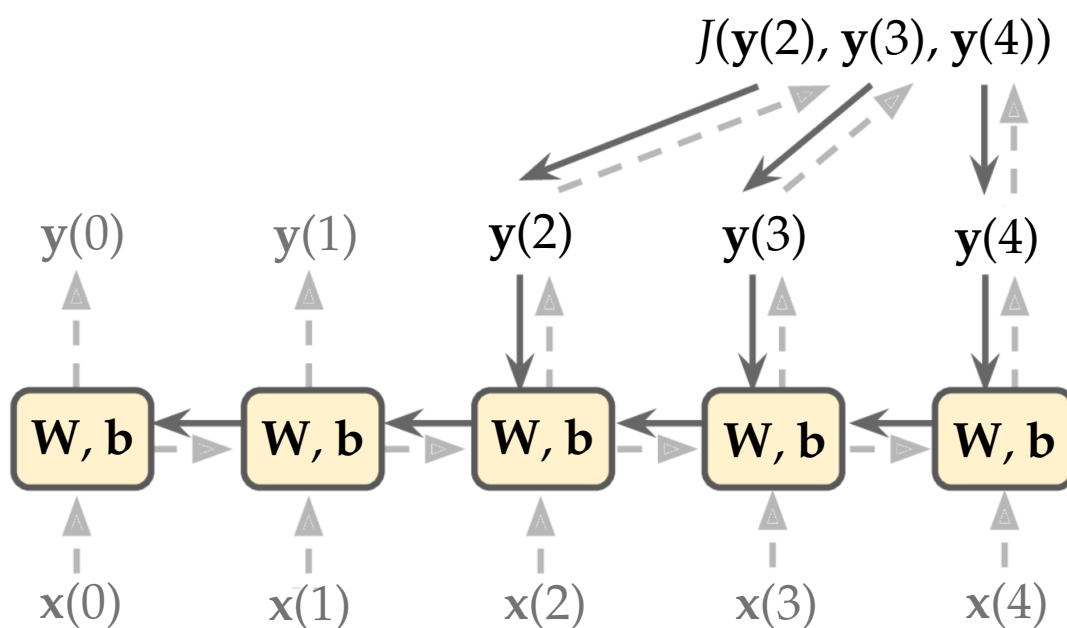 J(y(2), y(3), y(4))
y(0) y(1) y(2) y(3) y(4)
W, b W, b W, b W, b W, b
x(0) x(1) x(2) x(3) x(4)